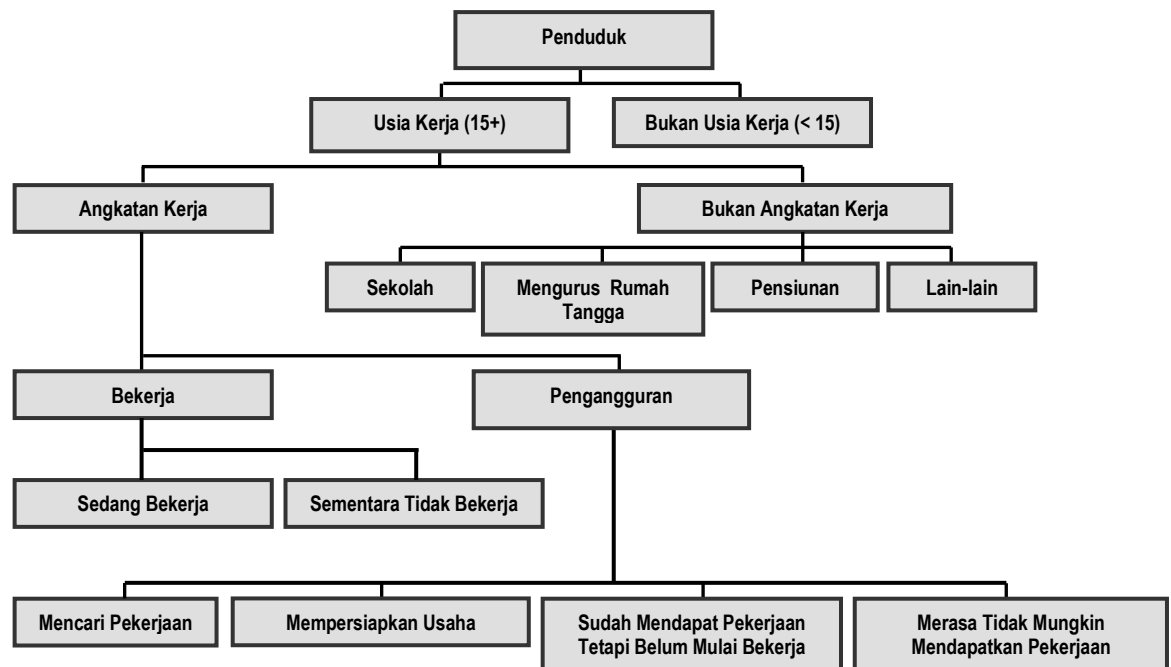 Penduduk
Usia Kerja (15+)
Bukan Usia Kerja (< 15)
Angkatan Kerja
Bukan Angkatan Kerja
Sekolah
Mengurus Rumah
Tangga
Pensiunan
Lain-lain
Bekerja
Pengangguran
Sedang Bekerja
Sementara Tidak Bekerja
Mencari Pekerjaan
Mempersiapkan Usaha
Sudah Mendapat Pekerjaan
Tetapi Belum Mulai Bekerja
Merasa Tidak Mungkin
Mendapatkan Pekerjaan